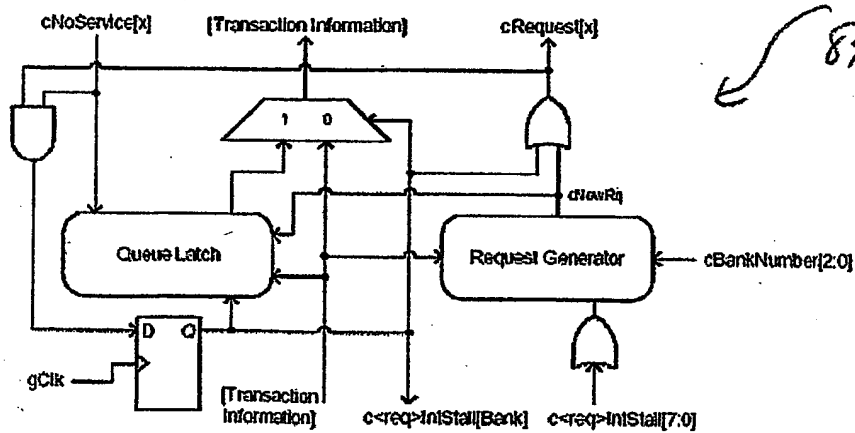 cNoService[x]
[Transaction Information]
cRequest[x]
1 0
cNewRq
Queue Latch
Request Generator
cBankNumber[2:0]
D Q
gClk
[Transaction
Information]
c<req>IntStall[Bank]
c<req>IntStall[7:0]